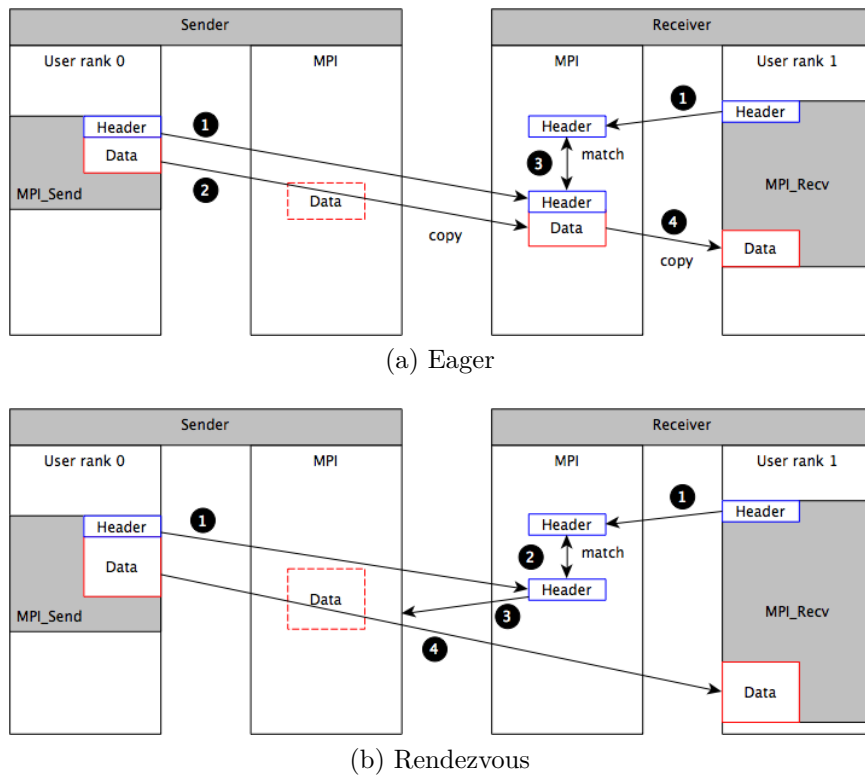 Sender Receiver
User rank 0 MPI MPI User rank 1
1 1
Header Header Header
Data 3 match
MPI_Send 2 Data Header MPI_Recv
Data 4
copy Data
copy
(a) Eager
Sender Receiver
User rank 0 MPI MPI User rank 1
1 1
Header Header Header
Data 2 match
Data Header
MPI_Send 3 MPI_Recv
4
Data
(b) Rendezvous